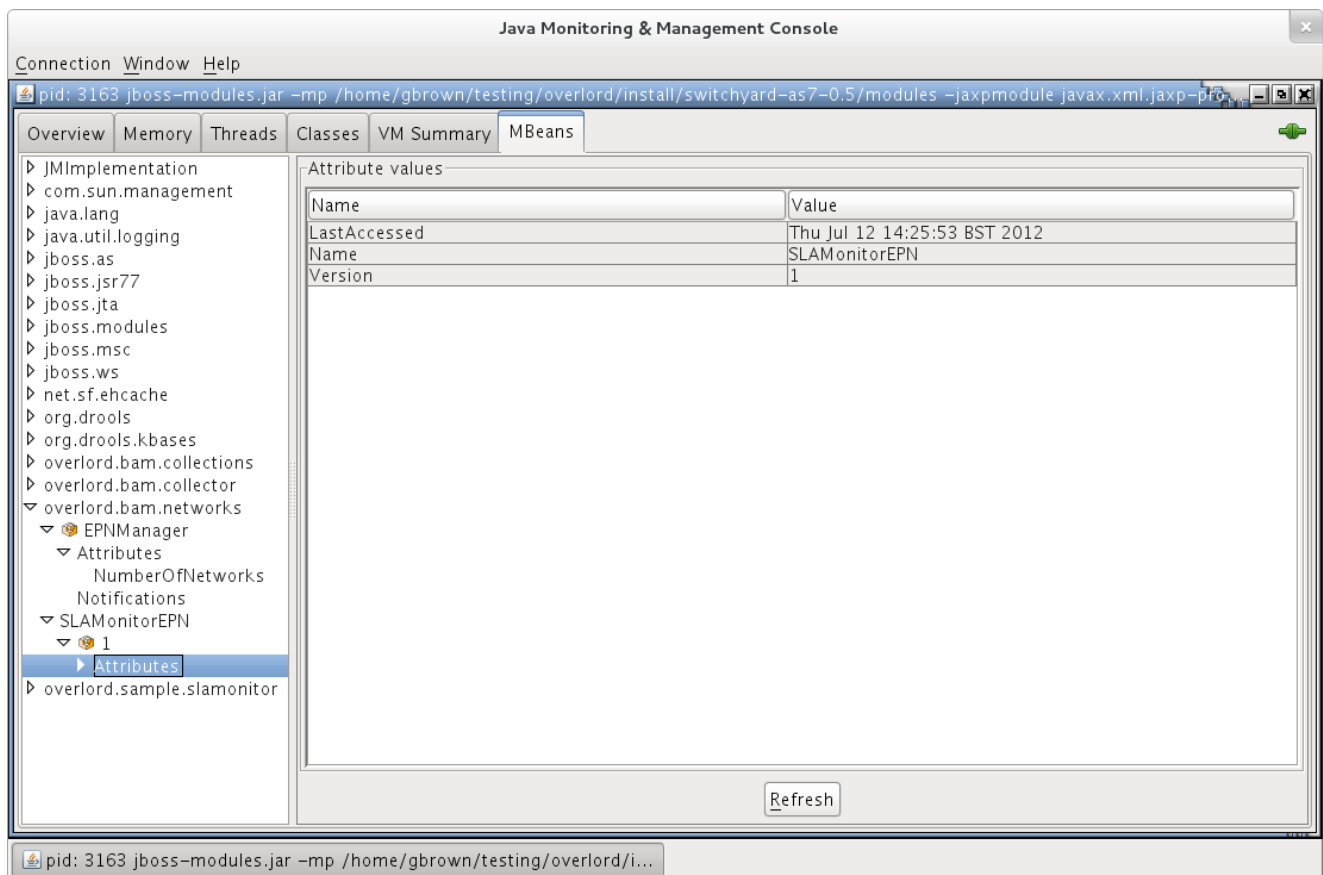 Java Monitoring & Management Console
Connection Window Help
pid: 3163 jboss-modules.jar -mp /home/gbrown/testing/overlord/install/switchyard-as7-0.5/modules -jaxpmodule javax.xml.jaxp-pro
Overview Memory Threads Classes VM Summary MBeans
JMImplementation
com.sun.management
java.lang
java.util.logging
jboss.as
jboss.jsr77
jboss.jta
jboss.modules
jboss.msc
jboss.ws
net.sf.ehcache
org.drools
org.drools.kbases
overlord.bam.collections
overlord.bam.collector
overlord.bam.networks
EPNManager
Attributes
NumberOfNetworks
Notifications
SLAMonitorEPN
1
Attributes
overlord.sample.slamonitor
Attribute values
Name Value
LastAccessed Thu Jul 12 14:25:53 BST 2012
Name SLAMonitorEPN
Version 1
Refresh
pid: 3163 jboss-modules.jar -mp /home/gbrown/testing/overlord/i...